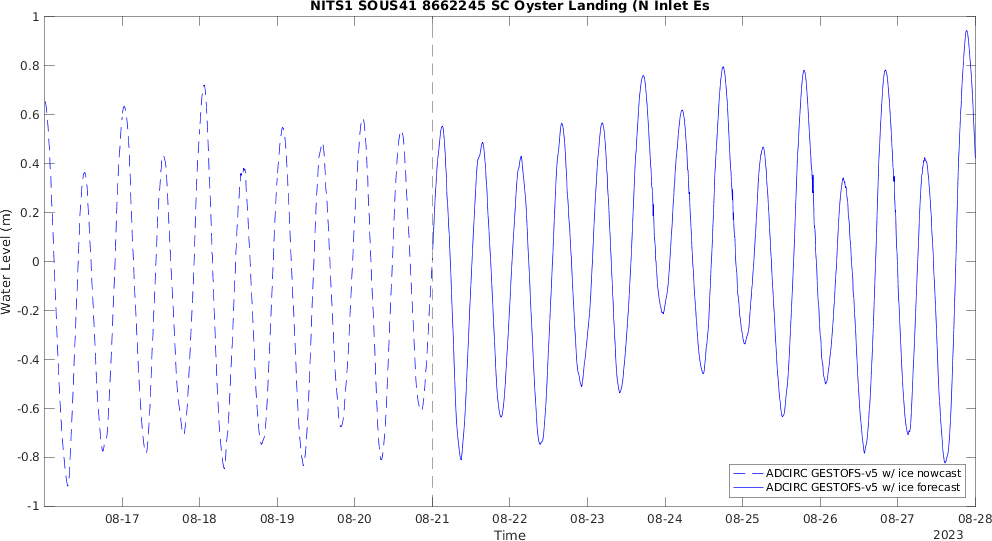 NITS1 SOUS41 8662245 SC Oyster Landing (N Inlet Es
Water Level (m)
1
0.8
0.6
0.4
0.2
0
-0.2
-0.4
-0.6
-0.8
-1
ADCIRC GESTOFS-v5 w/ ice nowcast
ADCIRC GESTOFS-v5 w/ ice forecast
08-17 08-18 08-19 08-20 08-21 08-22 08-23 08-24 08-25 08-26 08-27 08-28
Time
2023